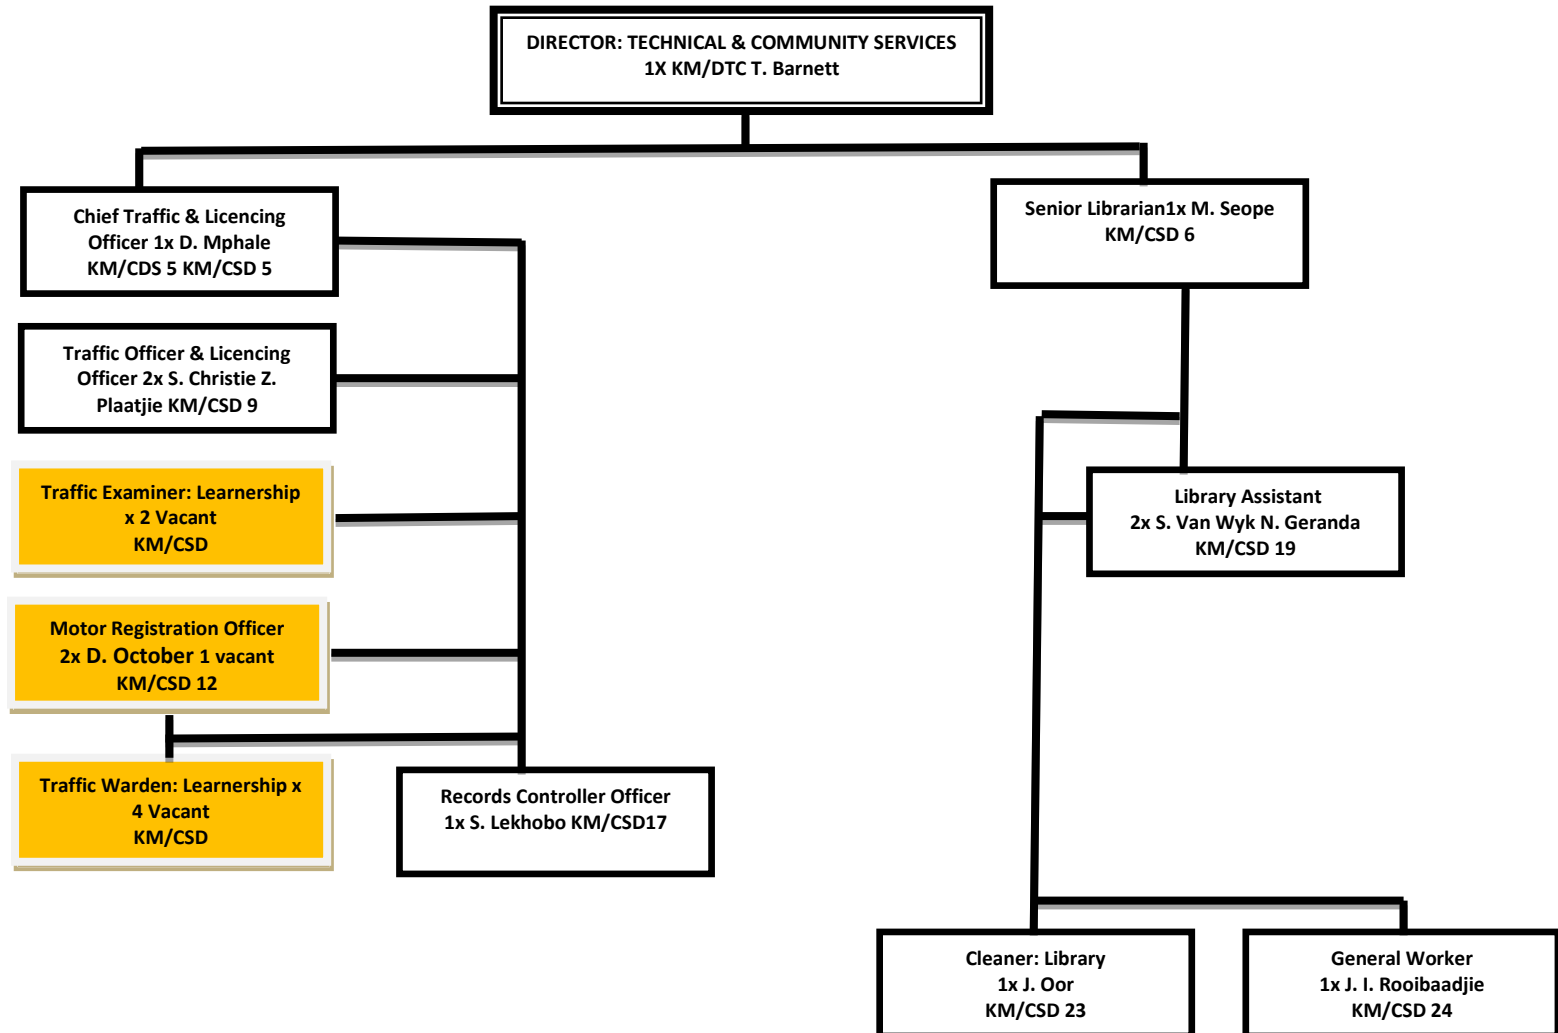 DIRECTOR: TECHNICAL & COMMUNITY SERVICES
1X KM/DTC T. Barnett
Chief Traffic & Licencing
Officer 1x D. Mphale
KM/CDS 5 KM/CSD 5
Senior Librarian1x M. Seope
KM/CSD 6
Traffic Officer & Licencing
Officer 2x S. Christie Z.
Plaatjie KM/CSD 9
Traffic Examiner: Learnership
x 2 Vacant
KM/CSD
Library Assistant
2x S. Van Wyk N. Geranda
KM/CSD 19
Motor Registration Officer
2x D. October 1 vacant
KM/CSD 12
Traffic Warden: Learnership x
4 Vacant
KM/CSD
Records Controller Officer
1x S. Lekhobo KM/CSD17
Cleaner: Library
1x J. Oor
KM/CSD 23
General Worker
1x J. I. Rooibaadjie
KM/CSD 24